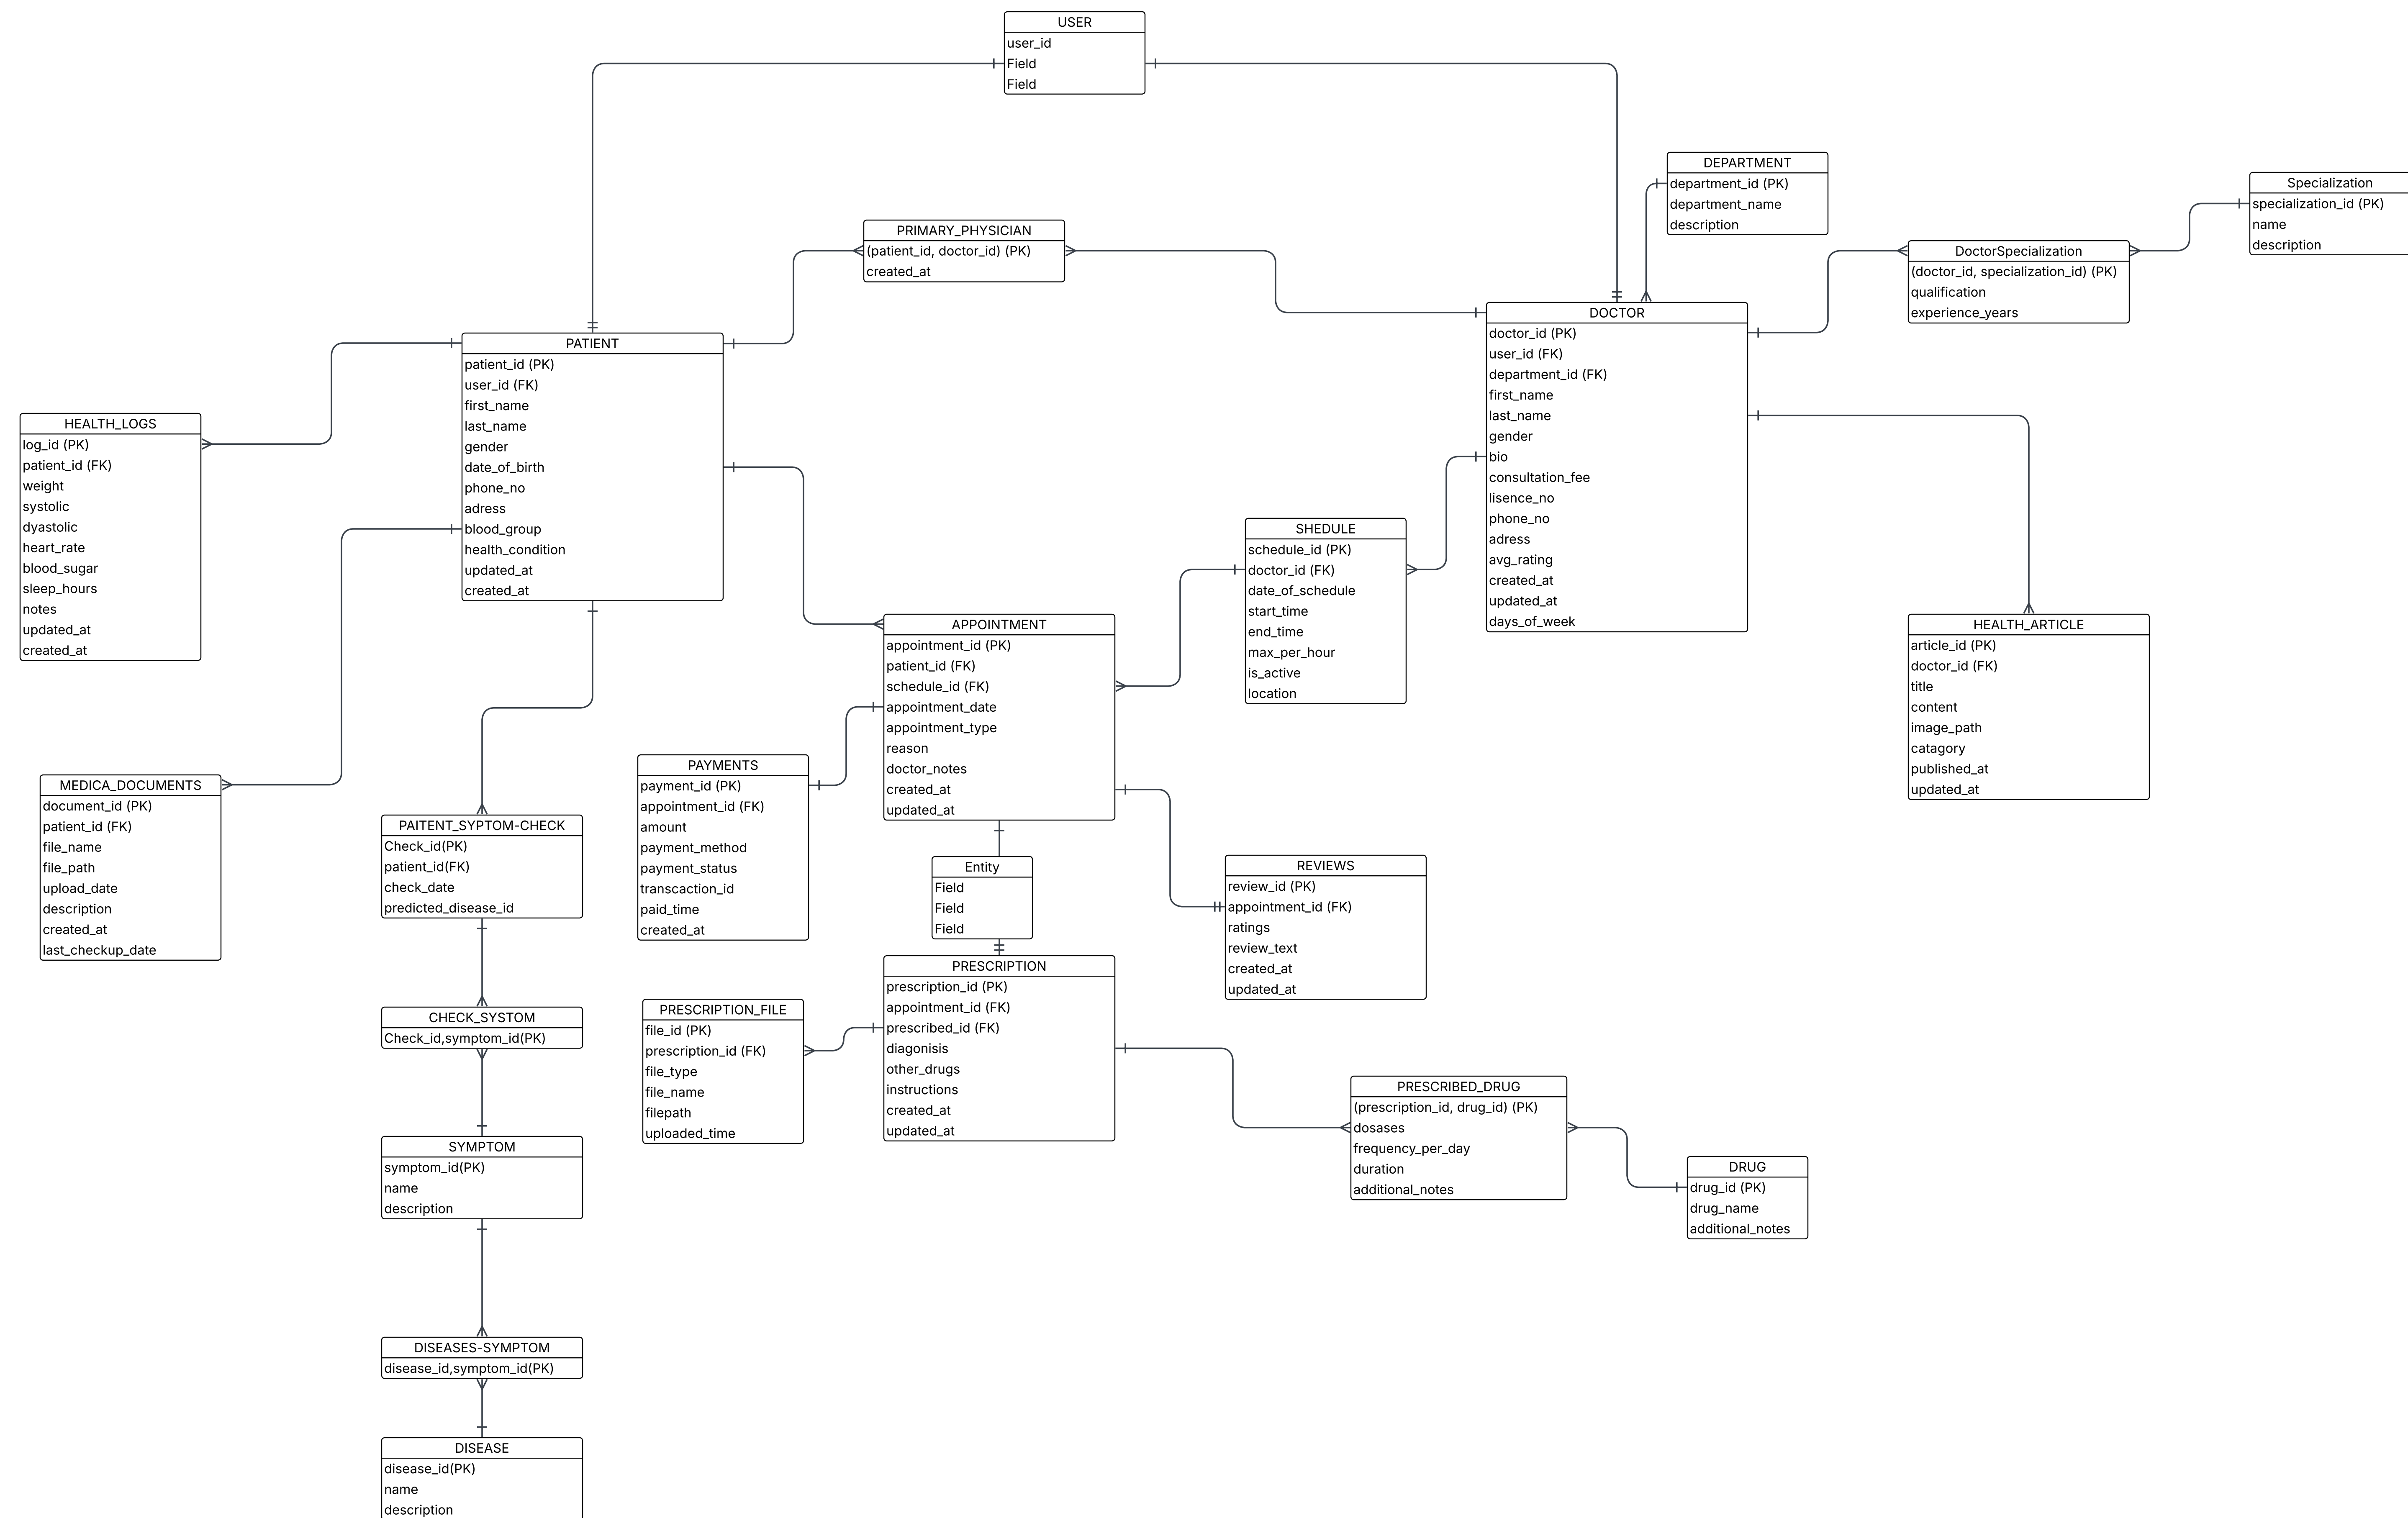 USER
user_id
Field
Field
DEPARTMENT
department_id (PK)
department_name
description
Specialization
specialization_id (PK)
name
description
PRIMARY_PHYSICIAN
(patient_id, doctor_id) (PK)
created_at
DoctorSpecialization
(doctor_id, specialization_id) (PK)
qualification
experience_years
DOCTOR
doctor_id (PK)
user_id (FK)
department_id (FK)
first_name
last_name
gender
bio
consultation_fee
lisence_no
phone_no
adress
avg_rating
created_at
updated_at
days_of_week
PATIENT
patient_id (PK)
user_id (FK)
first_name
last_name
gender
date_of_birth
phone_no
adress
blood_group
health_condition
updated_at
created_at
HEALTH_LOGS
log_id (PK)
patient_id (FK)
weight
systolic
dyastolic
heart_rate
blood_sugar
sleep_hours
notes
updated_at
created_at
SHEDULE
schedule_id (PK)
doctor_id (FK)
date_of_schedule
start_time
end_time
max_per_hour
is_active
location
APPOINTMENT
appointment_id (PK)
patient_id (FK)
schedule_id (FK)
appointment_date
appointment_type
reason
doctor_notes
created_at
updated_at
HEALTH_ARTICLE
article_id (PK)
doctor_id (FK)
title
content
image_path
catagory
published_at
updated_at
PAYMENTS
payment_id (PK)
appointment_id (FK)
amount
payment_method
payment_status
transcaction_id
paid_time
created_at
MEDICA_DOCUMENTS
document_id (PK)
patient_id (FK)
file_name
file_path
upload_date
description
created_at
last_checkup_date
PAITENT_SYPTOM-CHECK
Check_id(PK)
patient_id(FK)
check_date
predicted_disease_id
Entity
Field
Field
Field
REVIEWS
review_id (PK)
appointment_id (FK)
ratings
review_text
created_at
updated_at
PRESCRIPTION
prescription_id (PK)
appointment_id (FK)
prescribed_id (FK)
diagonisis
other_drugs
instructions
created_at
updated_at
PRESCRIPTION_FILE
file_id (PK)
prescription_id (FK)
file_type
file_name
filepath
uploaded_time
CHECK_SYSTOM
Check_id,symptom_id(PK)
PRESCRIBED_DRUG
(prescription_id, drug_id) (PK)
dosases
frequency_per_day
duration
additional_notes
SYMPTOM
symptom_id(PK)
name
description
DRUG
drug_id (PK)
drug_name
additional_notes
DISEASES-SYMPTOM
disease_id,symptom_id(PK)
DISEASE
disease_id(PK)
name
description